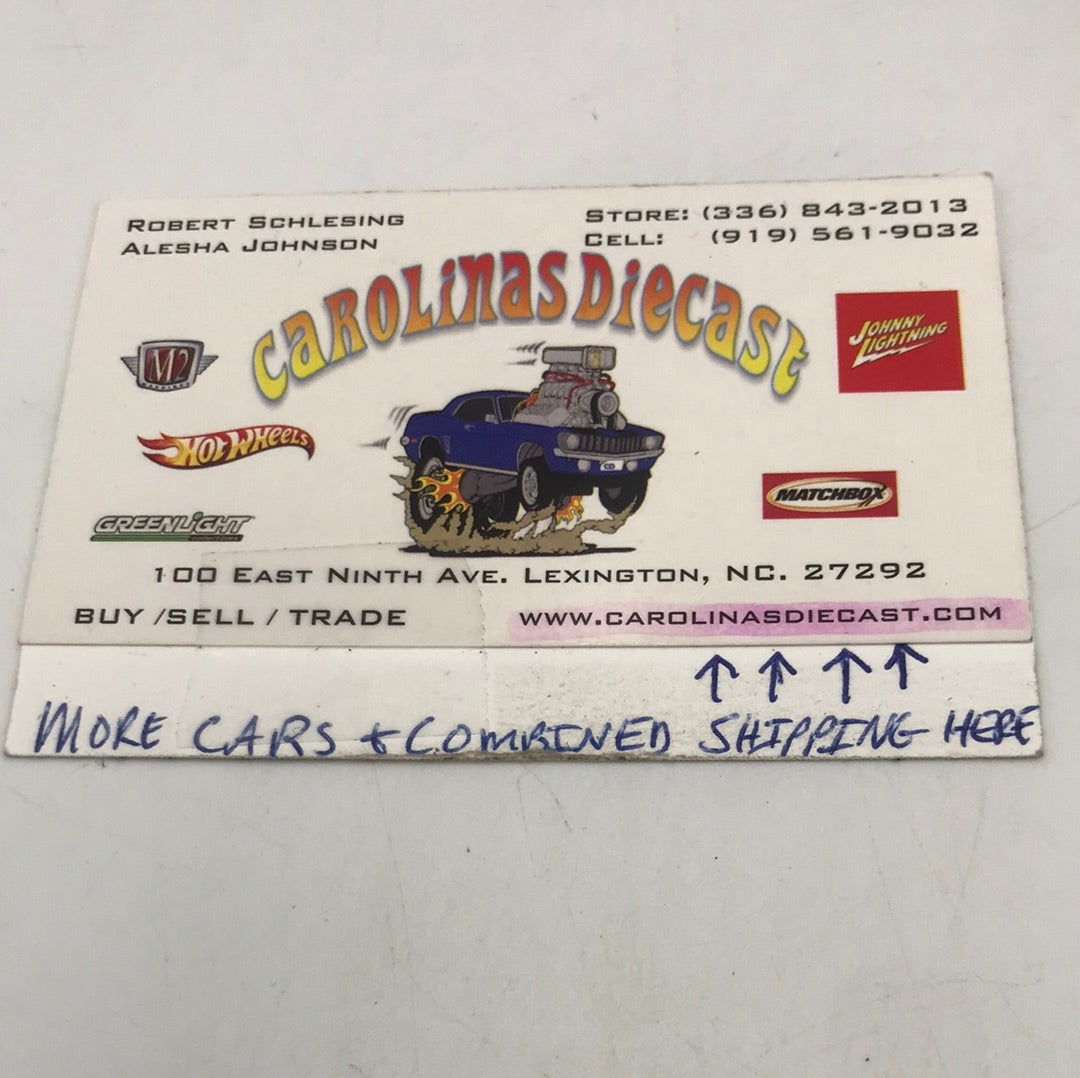 ROBERT SCHLESING
ALESHA JOHNSON
STORE: (336) 843-2013
CELL: (919) 561-9032
CAROLINAS DIECAST
M2
JOHNNY
LIGHTNING
HOT WHEELS
MATCHBOX
GREENLIGHT
100 EAST NINTH AVE. LEXINGTON, NC. 27292
BUY /SELL / TRADE
WWW.CAROLINASDIECAST.COM
MORE CARS + COMBINED SHIPPING HERE